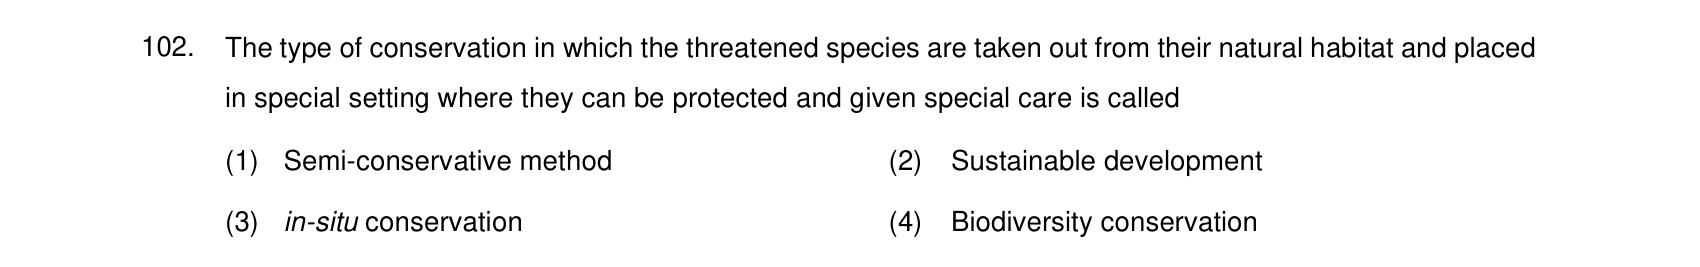 102. The type of conservation in which the threatened species are taken out from their natural habitat and placed
in special setting where they can be protected and given special care is called
(1) Semi-conservative method (2) Sustainable development
(3) in-situ conservation (4) Biodiversity conservation